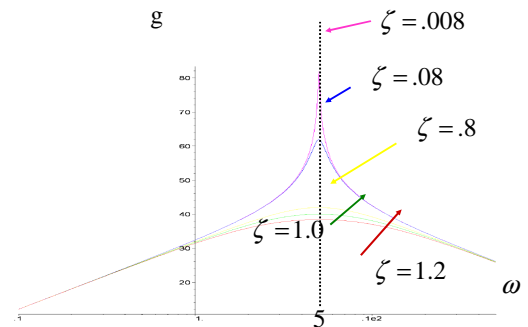 g
ζ = .008
ζ = .08
ζ = .8
ζ = 1.0
ζ = 1.2
80
70
60
50
40
30
20
.1
1.
5
.1e2
ω